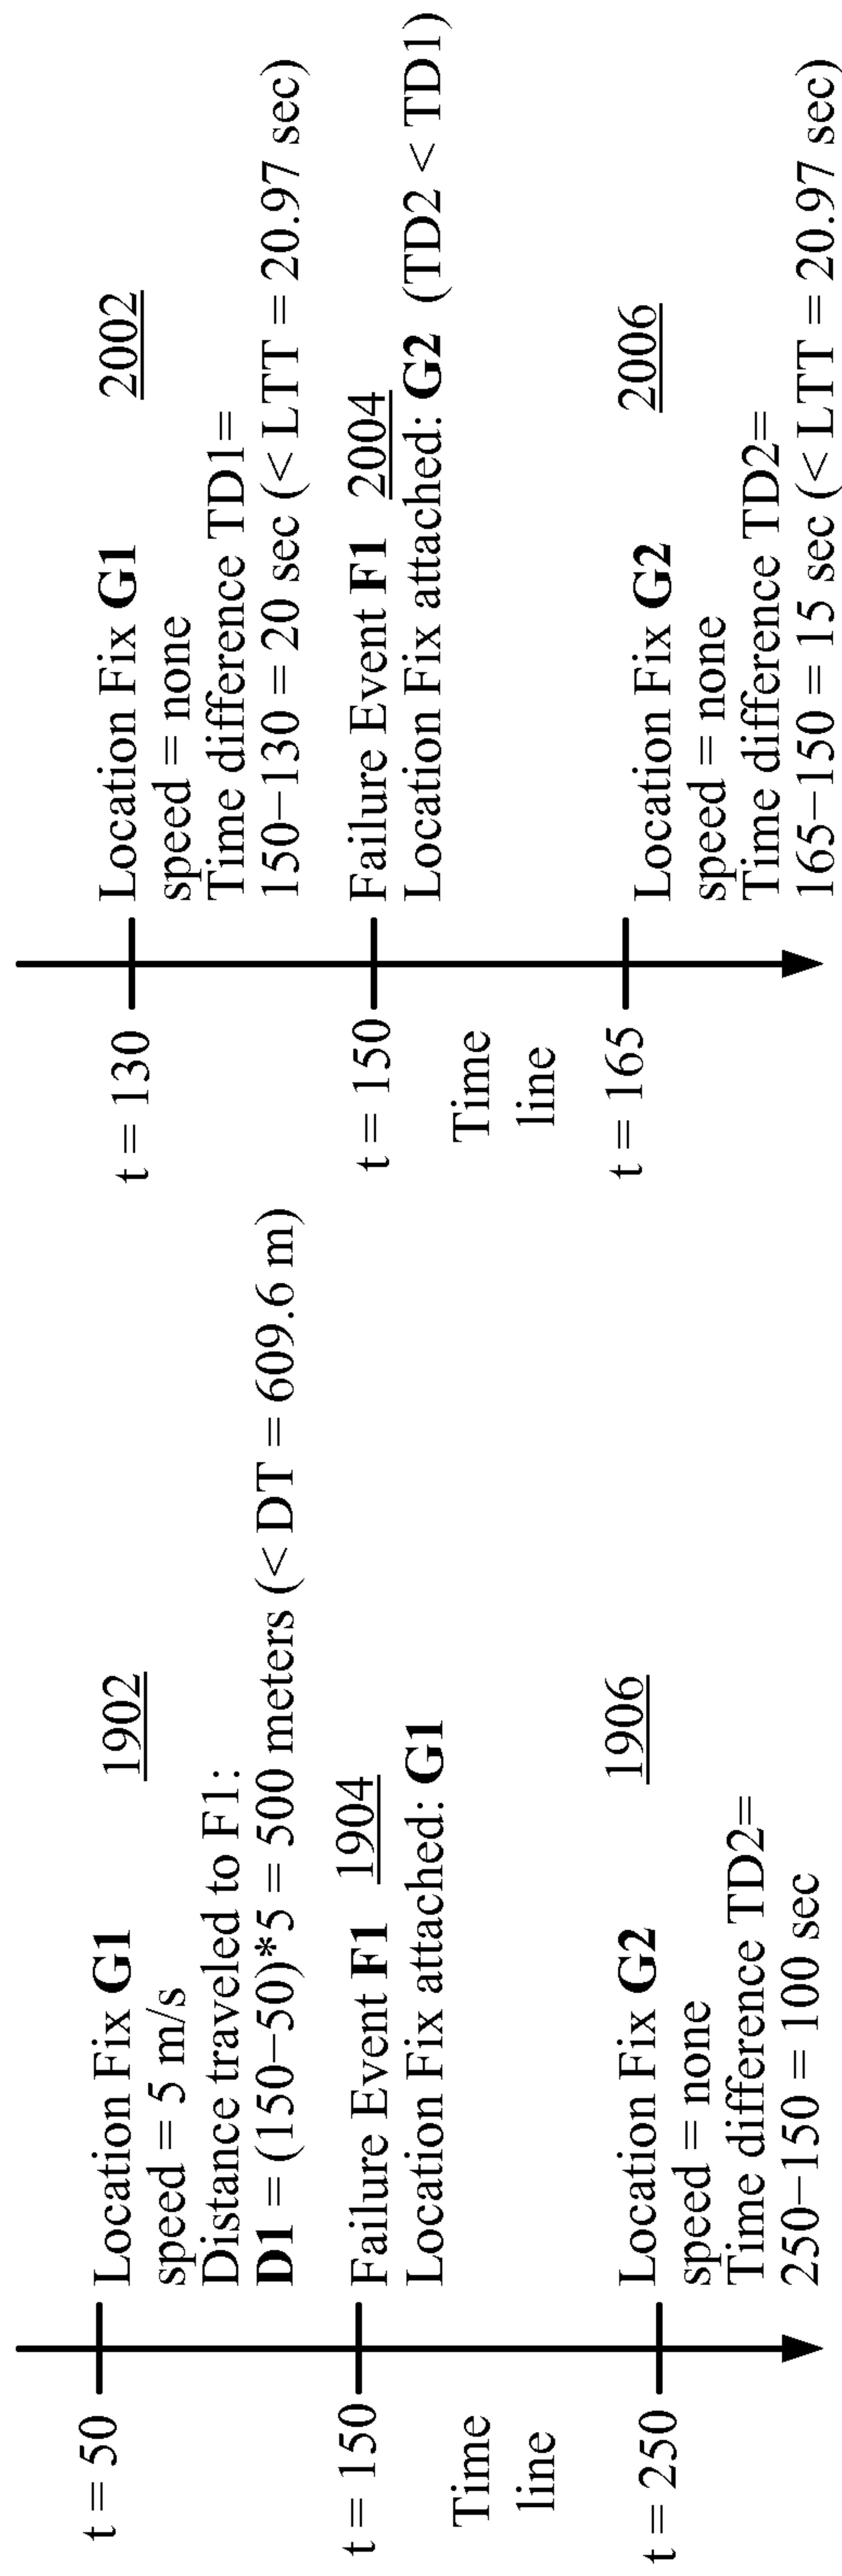 t = 50
Location Fix G1
1902
speed = 5 m/s
Distance traveled to F1:
D1 = (150−50)*5 = 500 meters (< DT = 609.6 m)
t = 150
Failure Event F1
1904
Location Fix attached: G1
Time
line
t = 250
Location Fix G2
1906
speed = none
Time difference TD2=
250−150 = 100 sec
t = 130
Location Fix G1
2002
speed = none
Time difference TD1=
150−130 = 20 sec (< LTT = 20.97 sec)
t = 150
Failure Event F1
2004
Location Fix attached: G2 (TD2 < TD1)
Time
line
t = 165
Location Fix G2
2006
speed = none
Time difference TD2=
165−150 = 15 sec (< LTT = 20.97 sec)